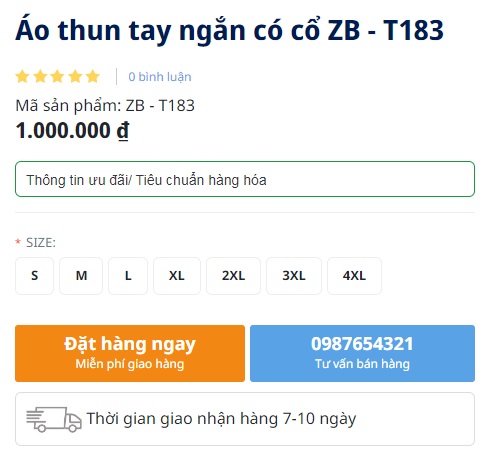 Áo thun tay ngắn có cổ ZB - T183
0 bình luận
Mã sản phẩm: ZB - T183
1.000.000 ₫
Thông tin ưu đãi/ Tiêu chuẩn hàng hóa
* SIZE:
S M L XL 2XL 3XL 4XL
Đặt hàng ngay
Miễn phí giao hàng
0987654321
Tư vấn bán hàng
Thời gian giao nhận hàng 7-10 ngày